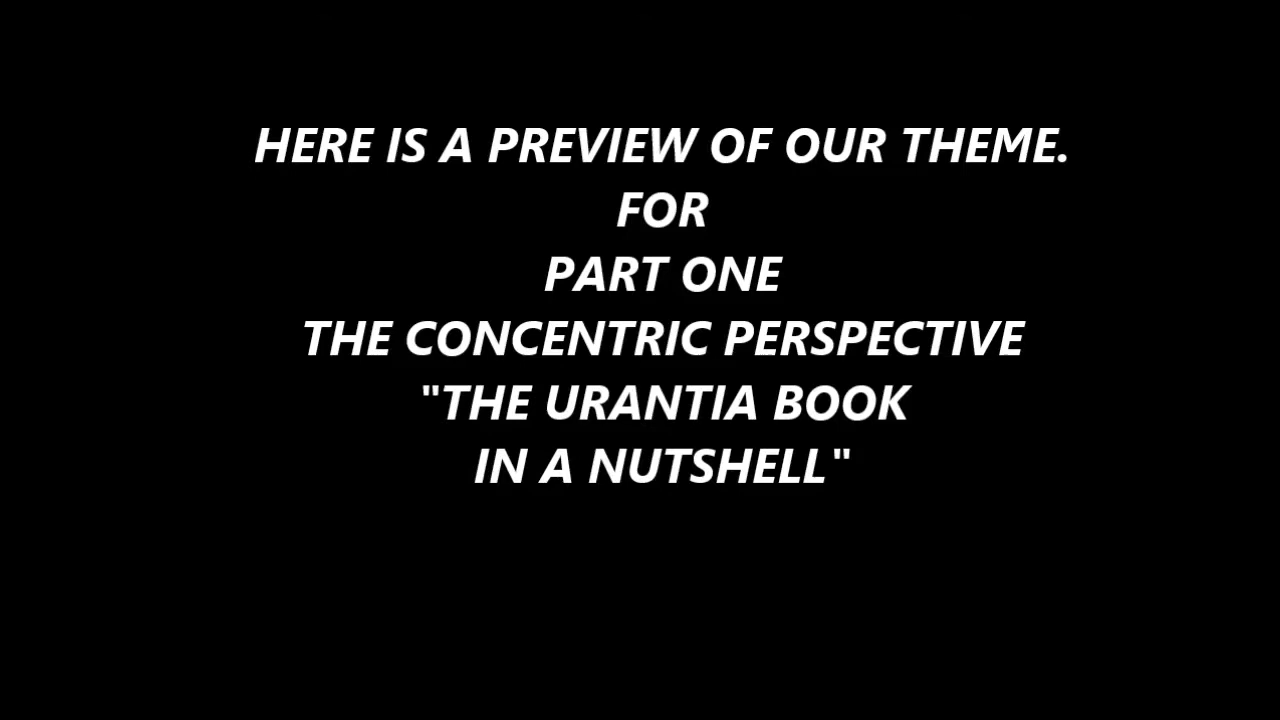 HERE IS A PREVIEW OF OUR THEME.
FOR
PART ONE
THE CONCENTRIC PERSPECTIVE
"THE URANTIA BOOK
IN A NUTSHELL"